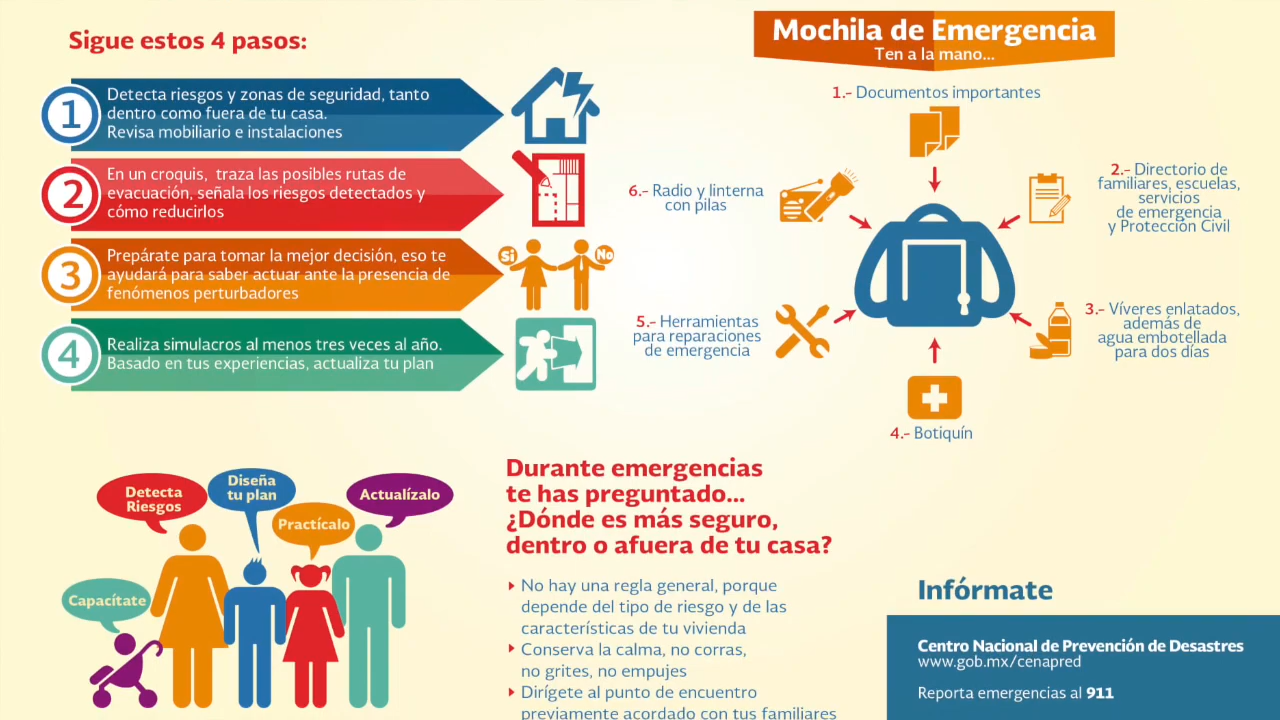 Sigue estos 4 pasos:
1
Detecta riesgos y zonas de seguridad, tanto
dentro como fuera de tu casa.
Revisa mobiliario e instalaciones
2
En un croquis, traza las posibles rutas de
evacuación, señala los riesgos detectados y
cómo reducirlos
3
Prepárate para tomar la mejor decisión, eso te
ayudará para saber actuar ante la presencia de
fenómenos perturbadores
Si
No
4
Realiza simulacros al menos tres veces al año.
Basado en tus experiencias, actualiza tu plan
Mochila de Emergencia
Ten a la mano...
1.- Documentos importantes
2.- Directorio de
familiares, escuelas,
servicios
de emergencia
y Protección Civil
3.- Víveres enlatados,
además de
agua embotellada
para dos días
4.- Botiquín
5.- Herramientas
para reparaciones
de emergencia
6.- Radio y linterna
con pilas
Capacítate
Detecta
Riesgos
Diseña
tu plan
Practícalo
Actualízalo
Durante emergencias
te has preguntado...
¿Dónde es más seguro,
dentro o afuera de tu casa?
No hay una regla general, porque
depende del tipo de riesgo y de las
características de tu vivienda
Conserva la calma, no corras,
no grites, no empujes
Dirígete al punto de encuentro
previamente acordado con tus familiares
Infórmate
Centro Nacional de Prevención de Desastres
www.gob.mx/cenapred
Reporta emergencias al 911